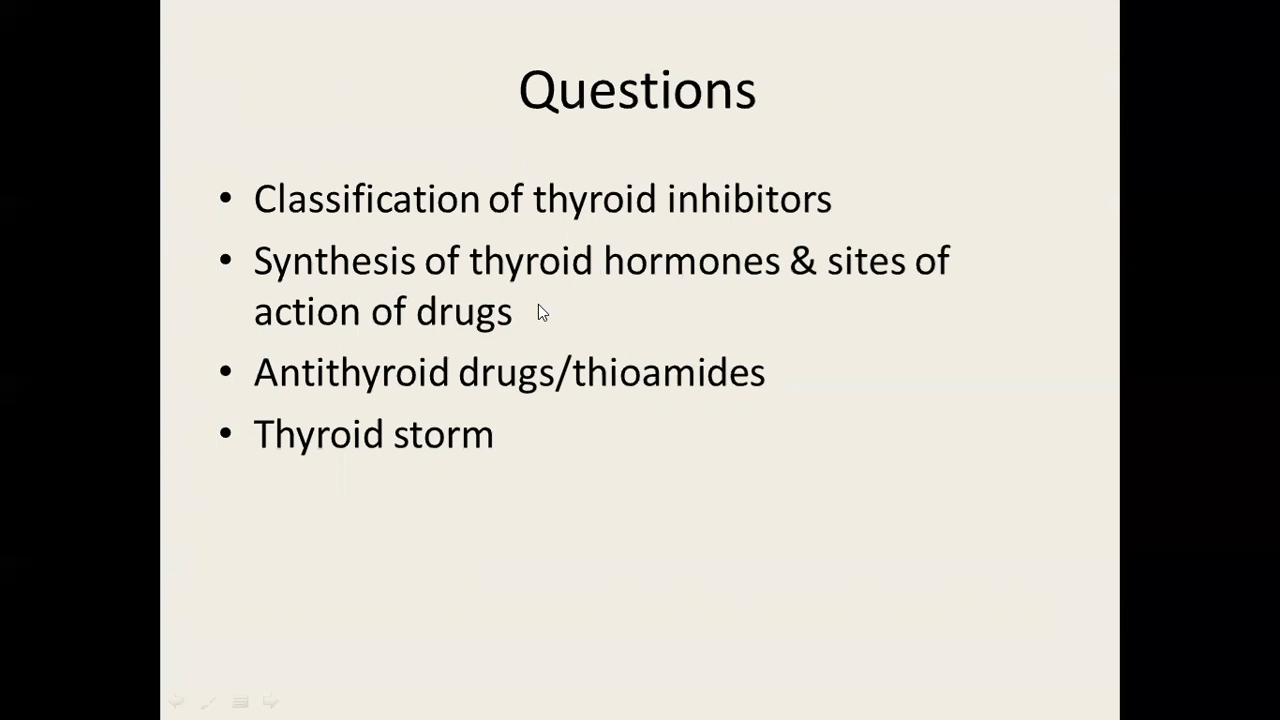 Questions
• Classification of thyroid inhibitors
• Synthesis of thyroid hormones & sites of
action of drugs
• Antithyroid drugs/thioamides
• Thyroid storm